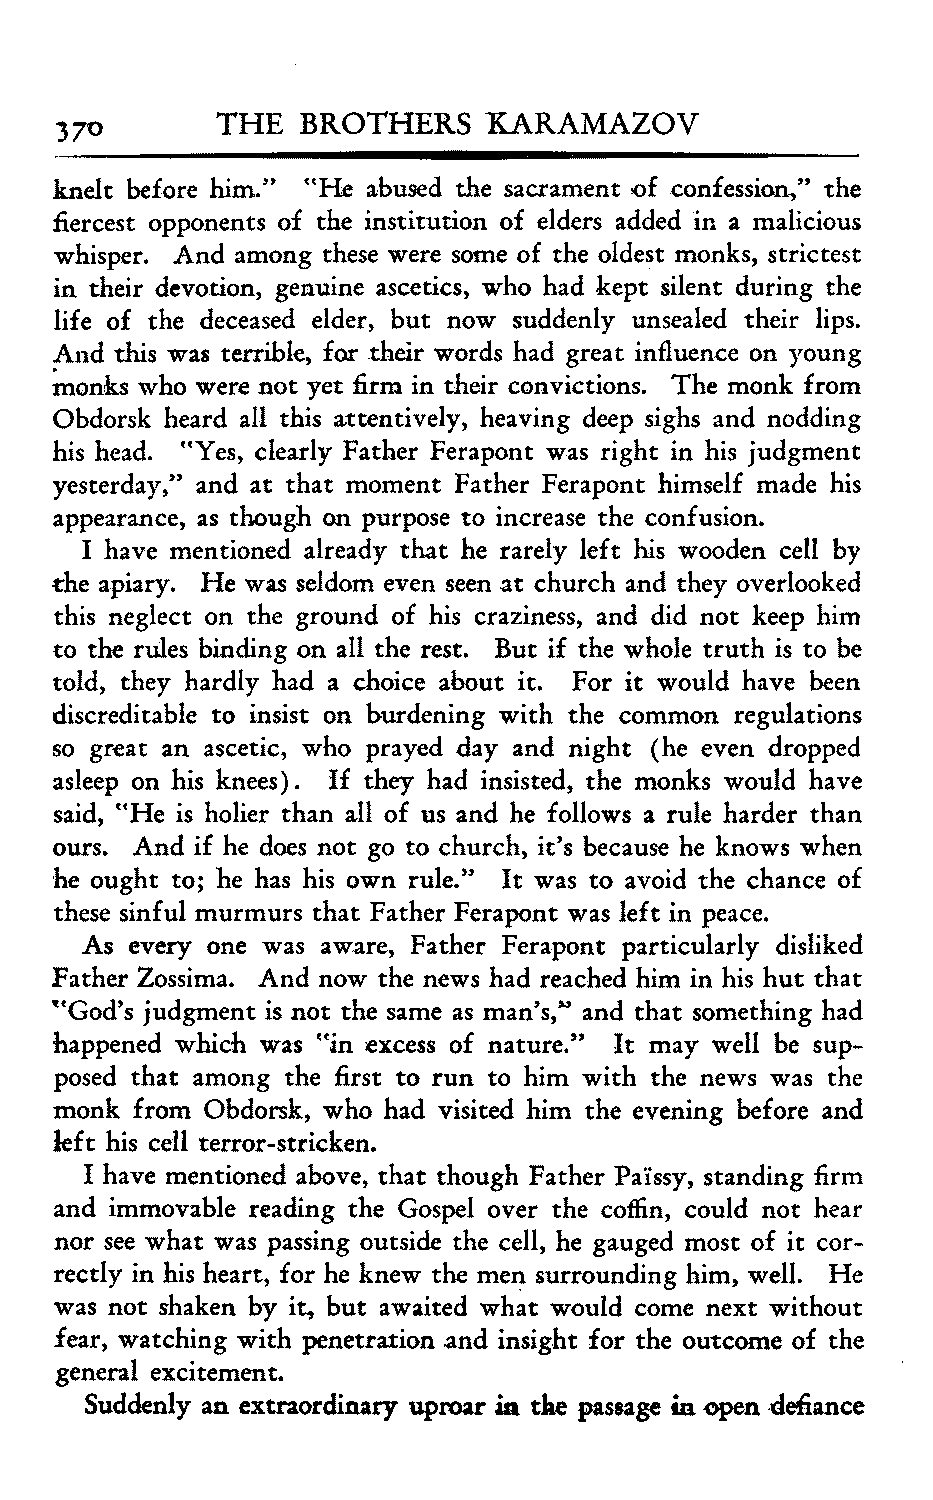 370 THE BROTHERS KARAMAZOV
knelt before him." "He abused the sacrament of confession," the
fiercest opponents of the institution of elders added in a malicious
whisper. And among these were some of the oldest monks, strictest
in their devotion, genuine ascetics, who had kept silent during the
life of the deceased elder, but now suddenly unsealed their lips.
And this was terrible, for their words had great influence on young
monks who were not yet firm in their convictions. The monk from
Obdorsk heard all this attentively, heaving deep sighs and nodding
his head. "Yes, clearly Father Ferapont was right in his judgment
yesterday," and at that moment Father Ferapont himself made his
appearance, as though on purpose to increase the confusion.
I have mentioned already that he rarely left his wooden cell by
the apiary. He was seldom even seen at church and they overlooked
this neglect on the ground of his craziness, and did not keep him
to the rules binding on all the rest. But if the whole truth is to be
told, they hardly had a choice about it. For it would have been
discreditable to insist on burdening with the common regulations
so great an ascetic, who prayed day and night (he even dropped
asleep on his knees). If they had insisted, the monks would have
said, "He is holier than all of us and he follows a rule harder than
ours. And if he does not go to church, it's because he knows when
he ought to; he has his own rule." It was to avoid the chance of
these sinful murmurs that Father Ferapont was left in peace.
As every one was aware, Father Ferapont particularly disliked
Father Zossima. And now the news had reached him in his hut that
"God's judgment is not the same as man's," and that something had
happened which was "in excess of nature." It may well be sup-
posed that among the first to run to him with the news was the
monk from Obdorsk, who had visited him the evening before and
left his cell terror-stricken.
I have mentioned above, that though Father Païssy, standing firm
and immovable reading the Gospel over the coffin, could not hear
nor see what was passing outside the cell, he gauged most of it cor-
rectly in his heart, for he knew the men surrounding him, well. He
was not shaken by it, but awaited what would come next without
fear, watching with penetration and insight for the outcome of the
general excitement.
Suddenly an extraordinary uproar in the passage in open defiance